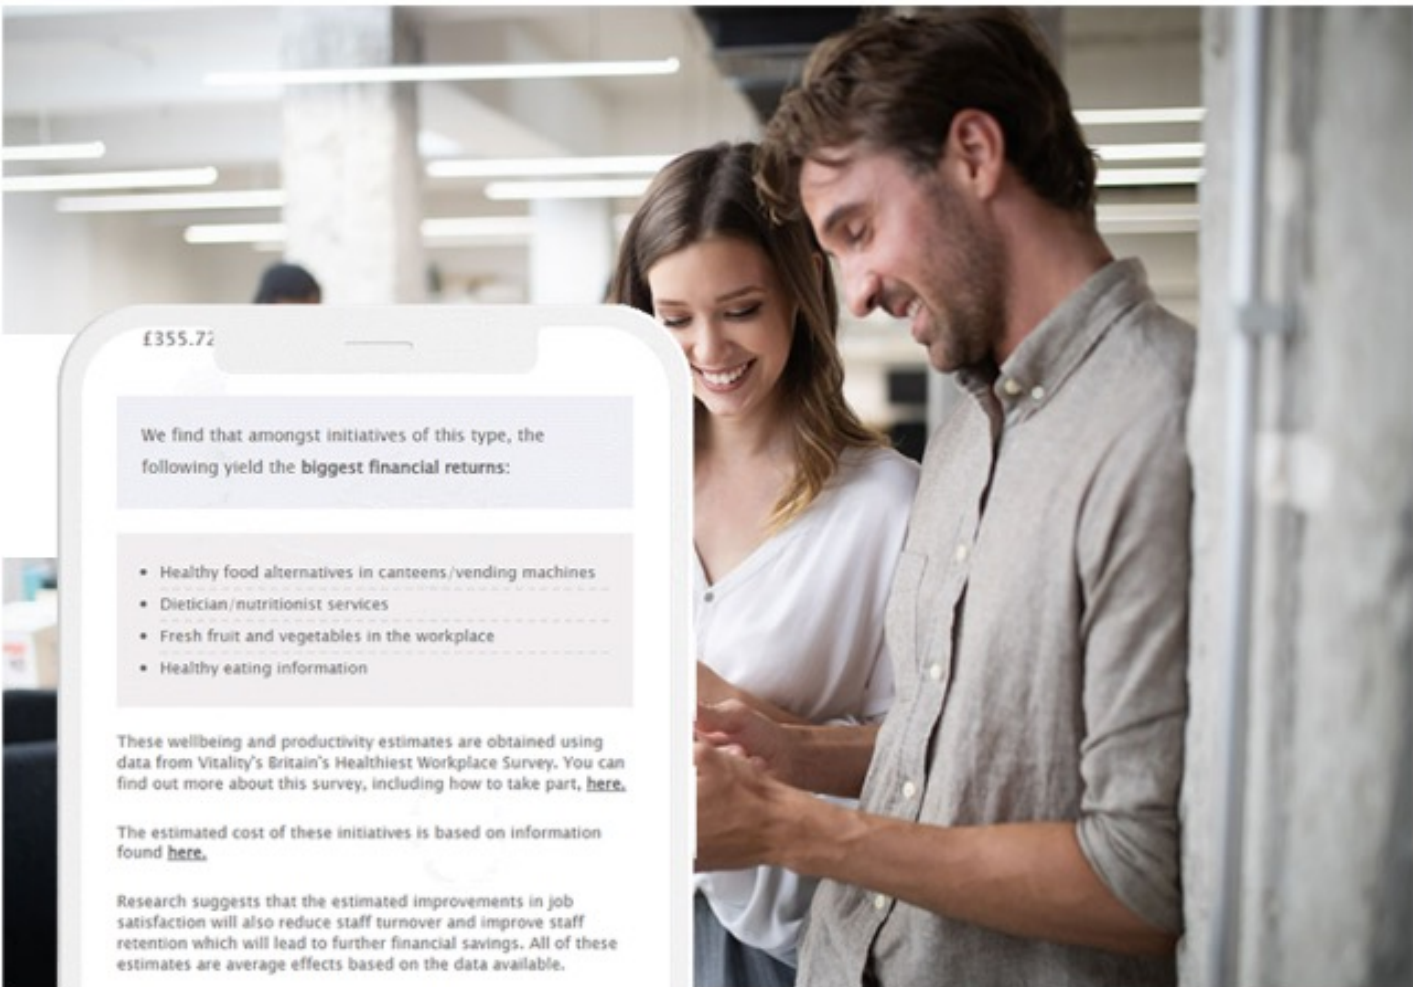 £355.72
We find that amongst initiatives of this type, the
following yield the biggest financial returns:
• Healthy food alternatives in canteens/vending machines
• Dietician/nutritionist services
• Fresh fruit and vegetables in the workplace
• Healthy eating information
These wellbeing and productivity estimates are obtained using
data from Vitality's Britain's Healthiest Workplace Survey. You can
find out more about this survey, including how to take part, here.
The estimated cost of these initiatives is based on information
found here.
Research suggests that the estimated improvements in job
satisfaction will also reduce staff turnover and improve staff
retention which will lead to further financial savings. All of these
estimates are average effects based on the data available.